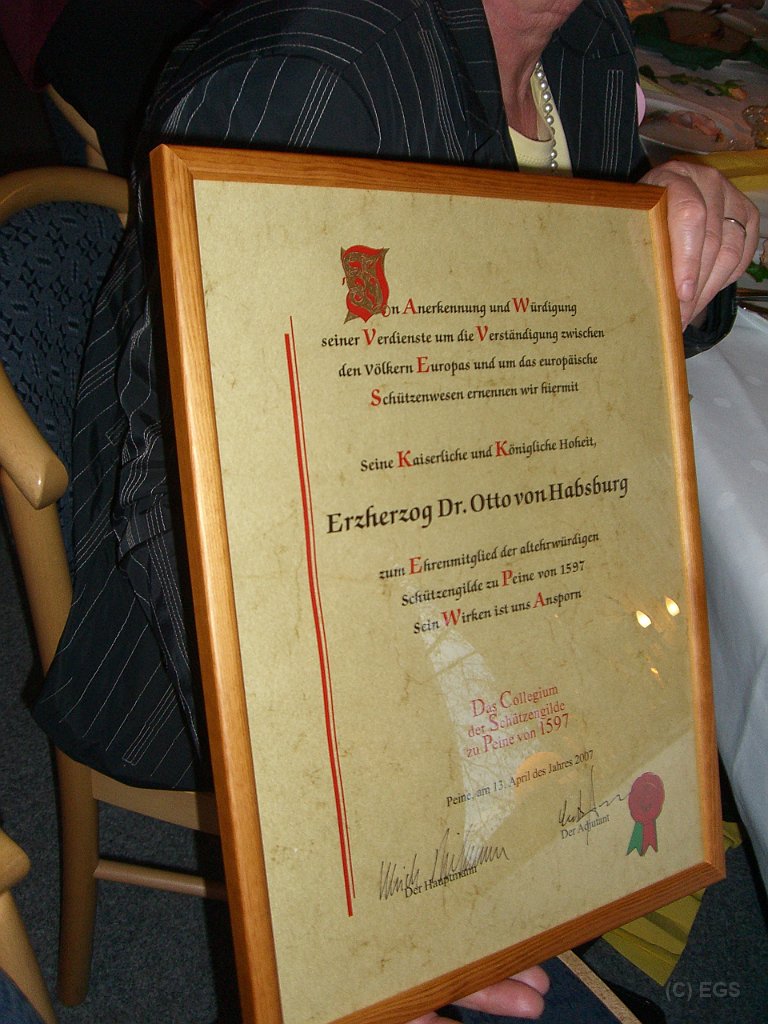 In Anerkennung und Würdigung
seiner Verdienste um die Verständigung zwischen
den Völkern Europas und um das europäische
Schützenwesen ernennen wir hiermit
Seine Kaiserliche und Königliche Hoheit,
Erzherzog Dr. Otto von Habsburg
zum Ehrenmitglied der altehrwürdigen
Schützengilde zu Peine von 1597
Sein Wirken ist uns Ansporn
Das Collegium
der Schützengilde
zu Peine von 1597
Peine, am 13. April des Jahres 2007
Der Adjutant
Der Hauptmann
(C) EGS